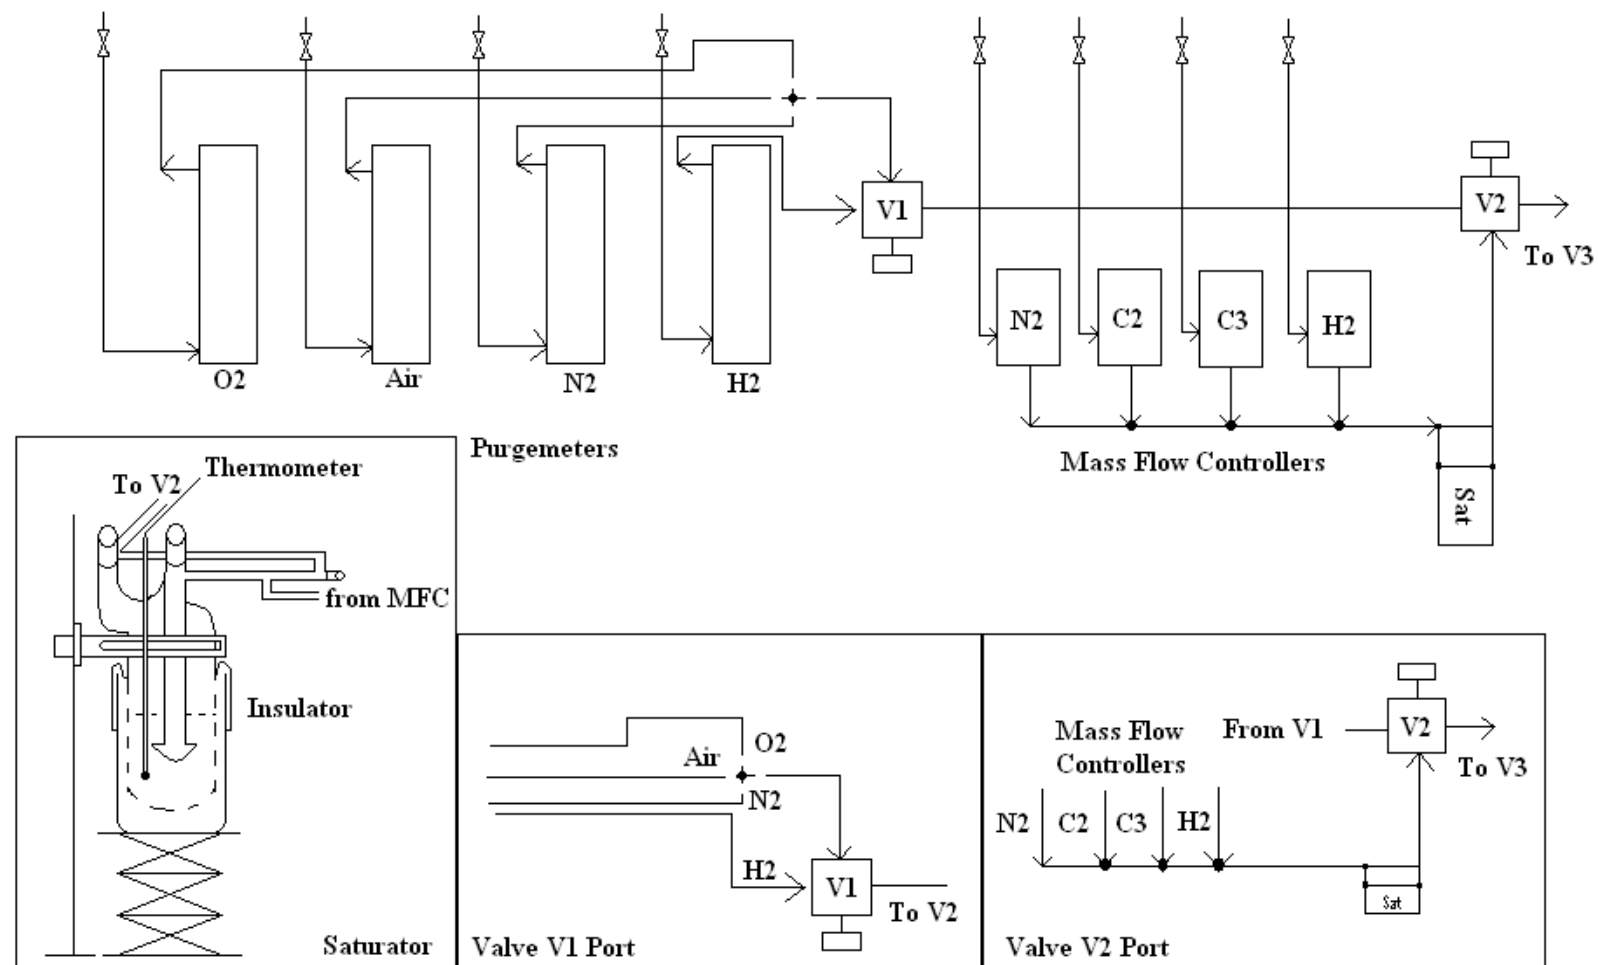 V1
V2
To V3
N2
C2
C3
H2
O2
Air
N2
H2
Purgemeters
Mass Flow Controllers
Sat
Thermometer
To V2
from MFC
Insulator
Saturator
O2
Air
N2
H2
V1
To V2
Valve V1 Port
Mass Flow
Controllers
From V1
V2
To V3
N2
C2
C3
H2
Sat
Valve V2 Port